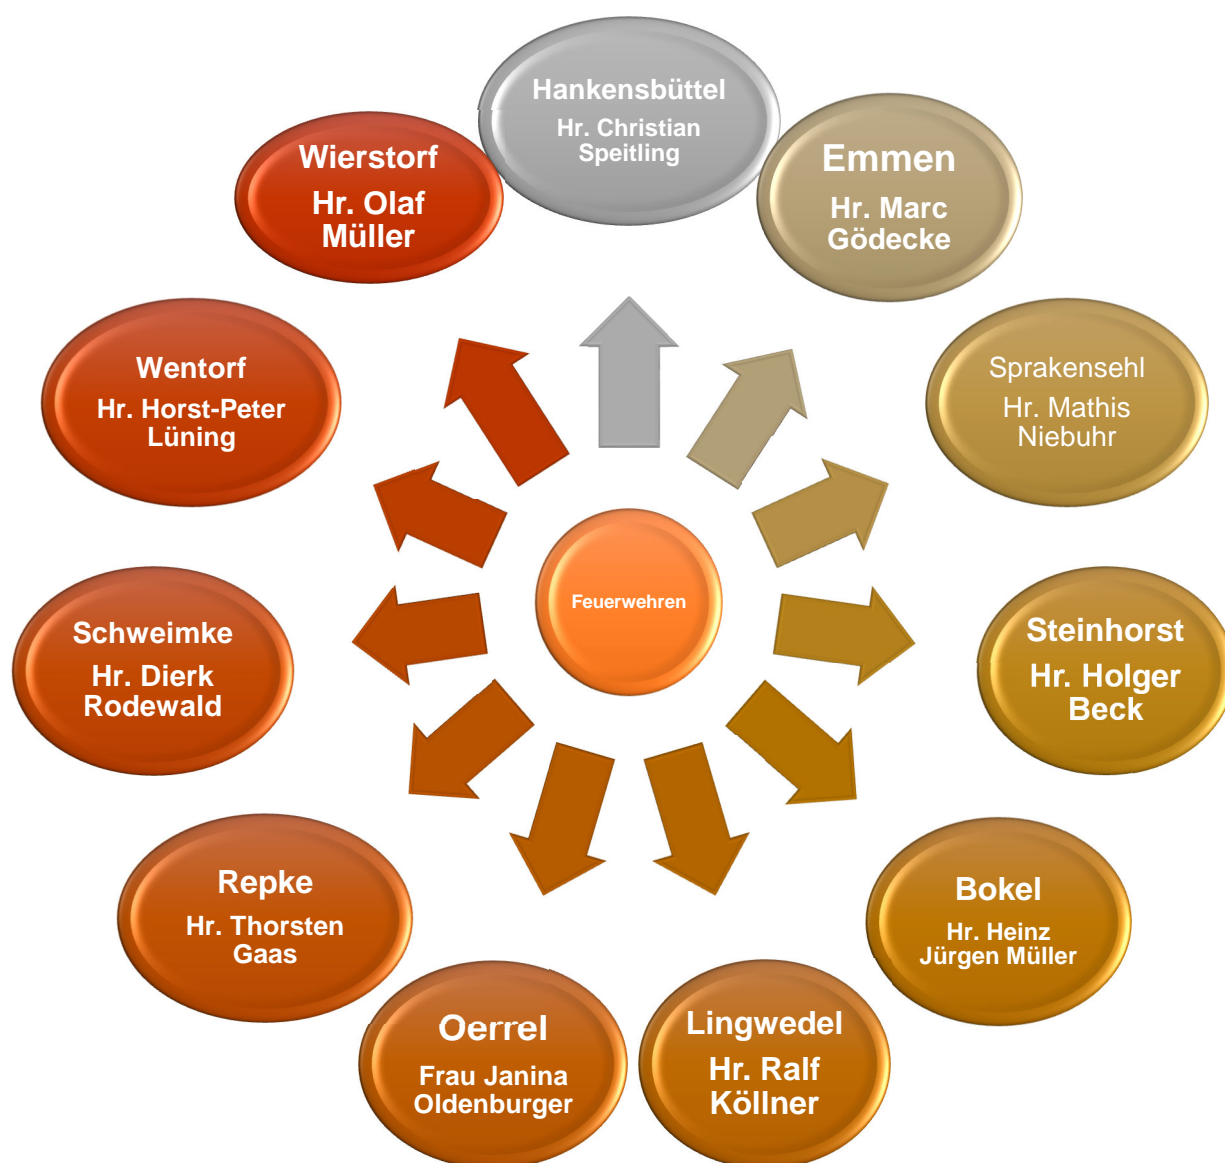 Hankensbüttel
Hr. Christian
Speitling
Emmen
Hr. Marc
Gödecke
Sprakensehl
Hr. Mathis
Niebuhr
Steinhorst
Hr. Holger
Beck
Bokel
Hr. Heinz
Jürgen Müller
Lingwedel
Hr. Ralf
Köllner
Oerrel
Frau Janina
Oldenburger
Repke
Hr. Thorsten
Gaas
Schweimke
Hr. Dierk
Rodewald
Wentorf
Hr. Horst-Peter
Lüning
Wierstorf
Hr. Olaf
Müller
Feuerwehren